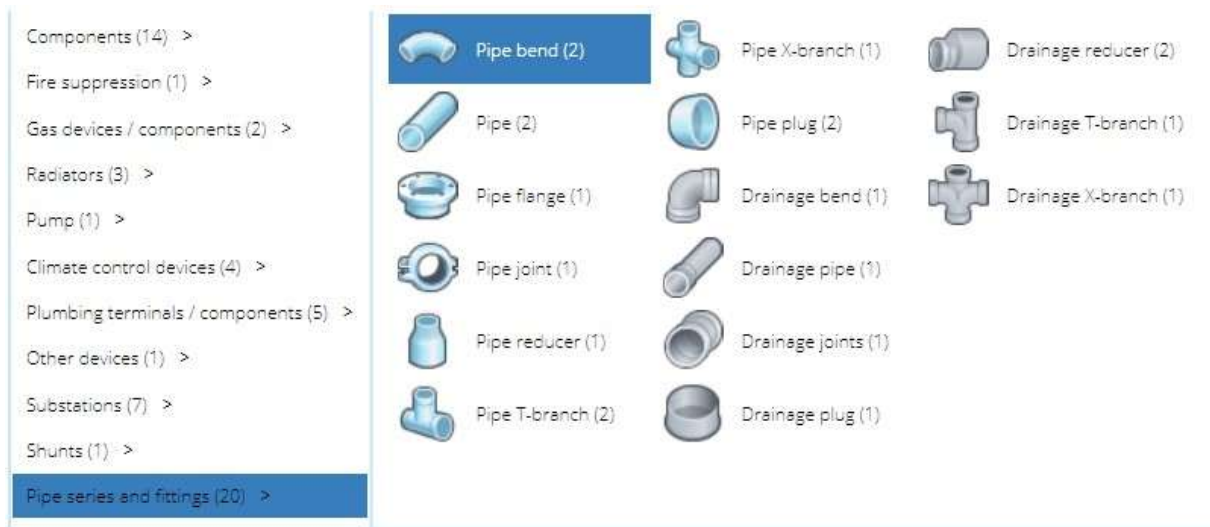 Components (14) >
Fire suppression (1) >
Gas devices / components (2) >
Radiators (3) >
Pump (1) >
Climate control devices (4) >
Plumbing terminals / components (5) >
Other devices (1) >
Substations (7) >
Shunts (1) >
Pipe series and fittings (20) >
Pipe bend (2)
Pipe (2)
Pipe flange (1)
Pipe joint (1)
Pipe reducer (1)
Pipe T-branch (2)
Pipe X-branch (1)
Pipe plug (2)
Drainage bend (1)
Drainage pipe (1)
Drainage joints (1)
Drainage plug (1)
Drainage reducer (2)
Drainage T-branch (1)
Drainage X-branch (1)